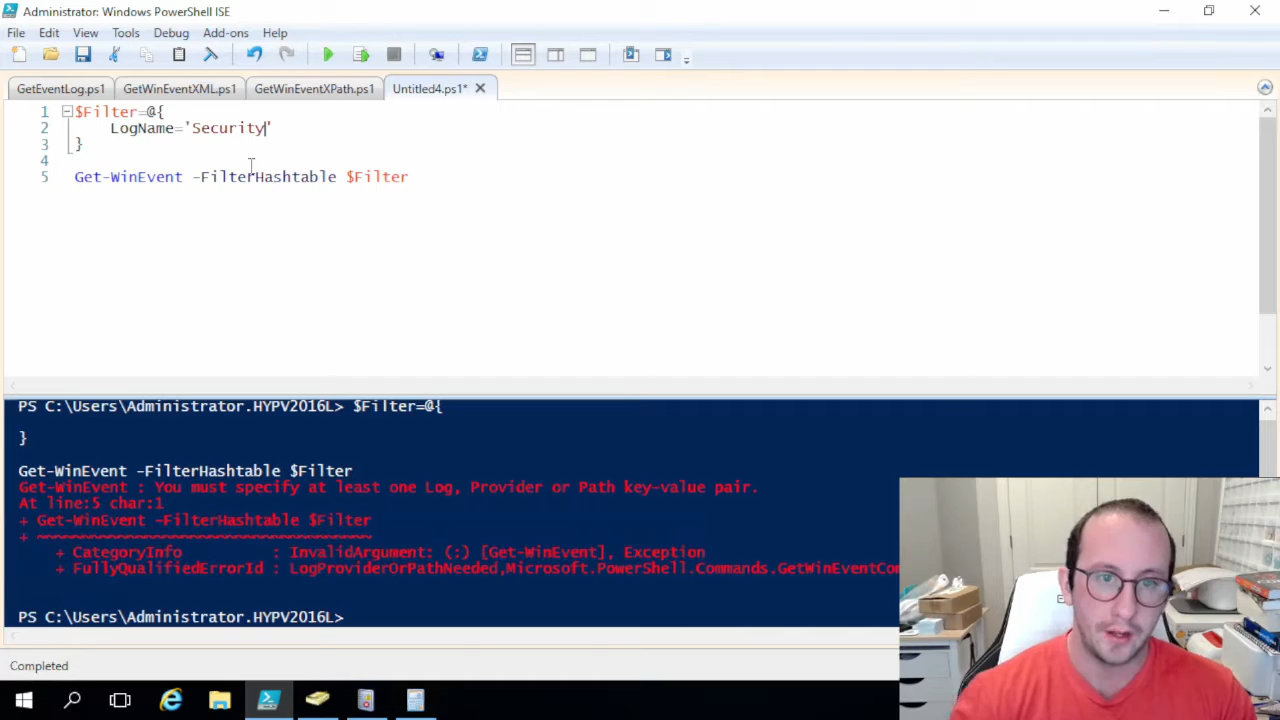 Administrator: Windows PowerShell ISE
File Edit View Tools Debug Add-ons Help
GetEventLog.ps1 GetWinEventXML.ps1 GetWinEventXPath.ps1 Untitled4.ps1*
1 $Filter=@{
2 LogName='Security'
3 }
4
5 Get-WinEvent -FilterHashtable $Filter
PS C:\Users\Administrator.HYPV2016L> $Filter=@{
}
Get-WinEvent -FilterHashtable $Filter
Get-WinEvent : You must specify at least one Log, Provider or Path key-value pair.
At line:5 char:1
+ Get-WinEvent -FilterHashtable $Filter
+ ~~~~~~~~~~~~~~~~~~~~~~~~~~~~~~~~~~~~~
+ CategoryInfo : InvalidArgument: (:) [Get-WinEvent], Exception
+ FullyQualifiedErrorId : LogProviderOrPathNeeded,Microsoft.PowerShell.Commands.GetWinEventCom
PS C:\Users\Administrator.HYPV2016L>
Completed